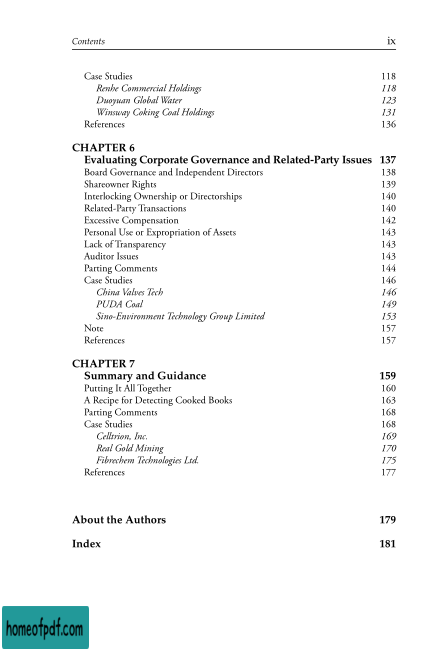 Contents ix
Case Studies 118
Renhe Commercial Holdings 118
Duoyuan Global Water 123
Winsway Coking Coal Holdings 131
References 136
CHAPTER 6
Evaluating Corporate Governance and Related-Party Issues 137
Board Governance and Independent Directors 138
Shareowner Rights 139
Interlocking Ownership or Directorships 140
Related-Party Transactions 140
Excessive Compensation 142
Personal Use or Expropriation of Assets 143
Lack of Transparency 143
Auditor Issues 143
Parting Comments 144
Case Studies 146
China Valves Tech 146
PUDA Coal 149
Sino-Environment Technology Group Limited 153
Note 157
References 157
CHAPTER 7
Summary and Guidance 159
Putting It All Together 160
A Recipe for Detecting Cooked Books 163
Parting Comments 168
Case Studies 168
Celltrion, Inc. 169
Real Gold Mining 170
Fibrechem Technologies Ltd. 175
References 177
About the Authors 179
Index 181
homeofpdf.com